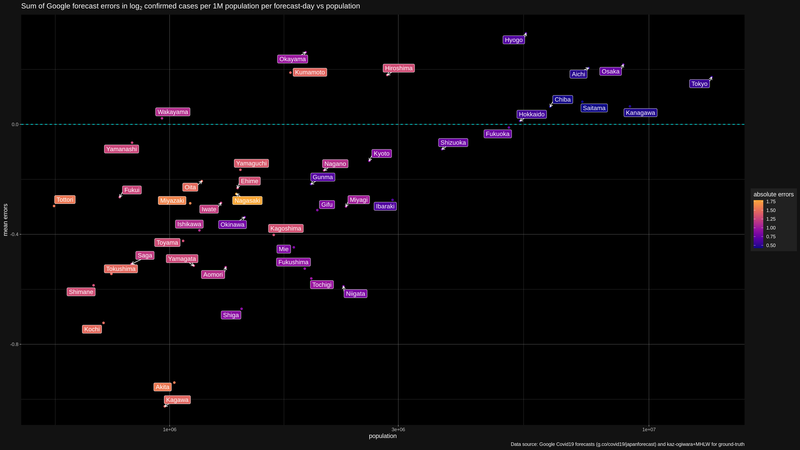 Sum of Google forecast errors in log₂ confirmed cases per 1M population per forecast-day vs population
Hyogo
Okayama
Kumamoto
Hiroshima
Aichi
Osaka
Tokyo
Chiba
Saitama
Kanagawa
Wakayama
Hokkaido
0.0
Fukuoka
Shizuoka
Yamanashi
Kyoto
Yamaguchi
Nagano
Ehime
Gunma
Oita
Fukui
Tottori
Miyazaki
Nagasaki
Miyagi
Iwate
Gifu
Ibaraki
Ishikawa
Okinawa
Kagoshima
-0.4
Toyama
Mie
Saga
Yamagata
Fukushima
Tokushima
Aomori
Tochigi
Shimane
Niigata
Shiga
Kochi
-0.8
Akita
Kagawa
mean errors
1e+06
3e+06
1e+07
population
absolute errors
1.75
1.50
1.25
1.00
0.75
0.50
Data source: Google Covid19 forecasts (g.co/covid19/japanforecast) and kaz-ogiwara+MHLW for ground-truth